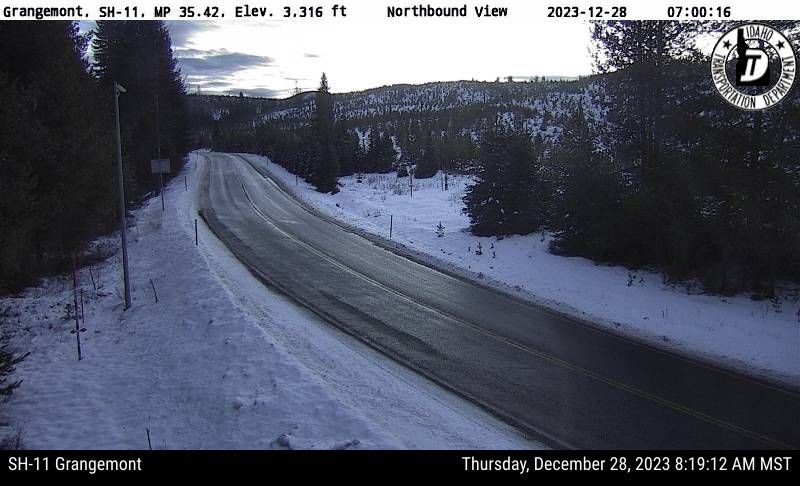 Grangemont, SH-11, MP 35.42, Elev. 3,316 ft Northbound View 2023-12-28 07:00:16
IDAHO
TRANSPORTATION DEPARTMENT
SH-11 Grangemont Thursday, December 28, 2023 8:19:12 AM MST